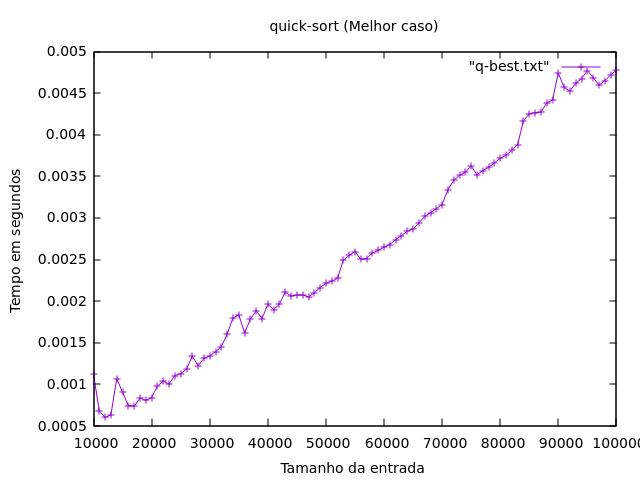 quick-sort (Melhor caso)
"q-best.txt"
0.005
0.0045
0.004
0.0035
0.003
0.0025
0.002
0.0015
0.001
0.0005
Tempo em segundos
10000 20000 30000 40000 50000 60000 70000 80000 90000 100000
Tamanho da entrada